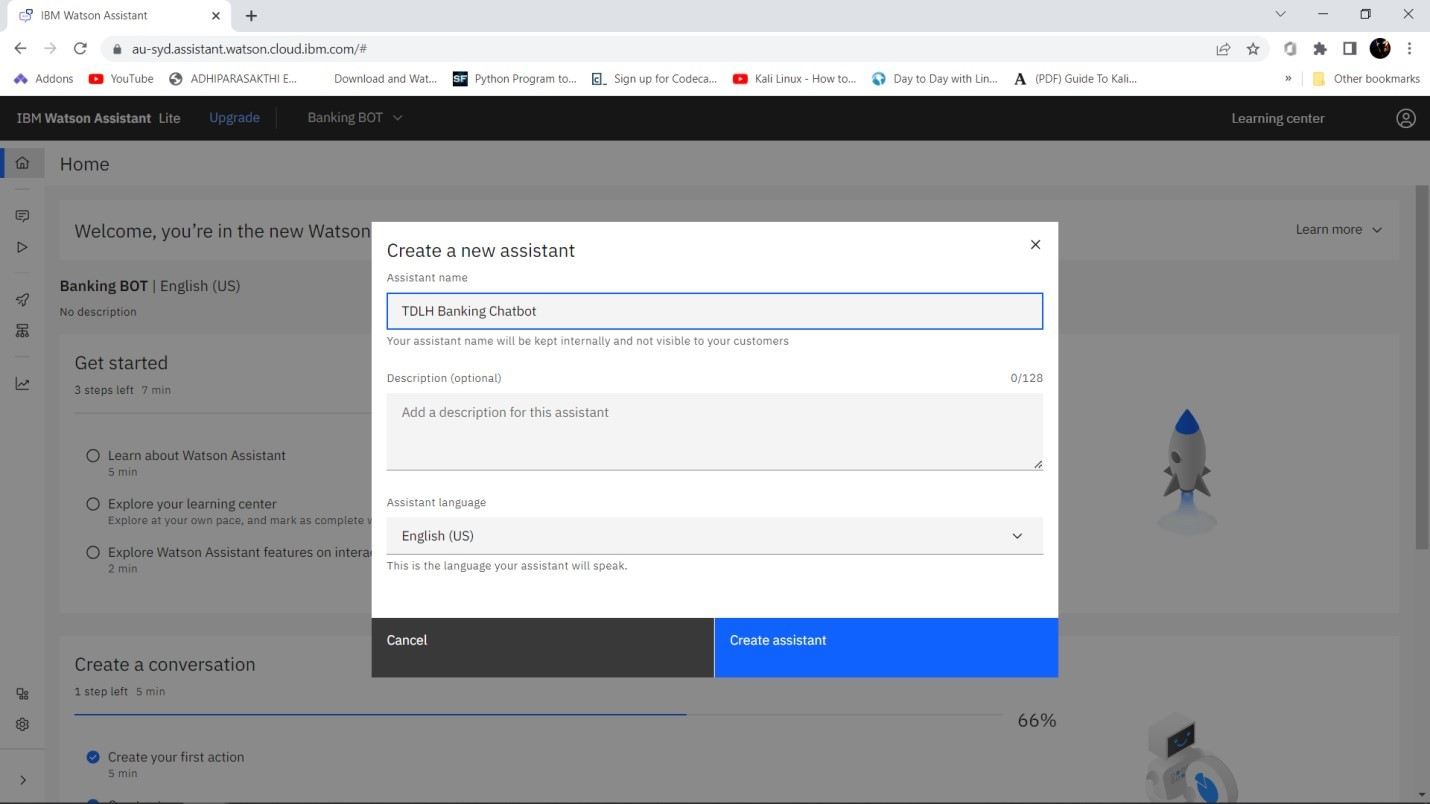 IBM Watson Assistant
au-syd.assistant.watson.cloud.ibm.com/#
Addons YouTube ADHIPARASAKTHI E... Download and Wat... SF Python Program to... Sign up for Codeca... Kali Linux - How to... Day to Day with Lin... A (PDF) Guide To Kali... » Other bookmarks
IBM Watson Assistant Lite Upgrade Banking BOT Learning center
Home
Welcome, you're in the new Watson
Learn more
Banking BOT | English (US)
No description
Get started
3 steps left 7 min
Learn about Watson Assistant
5 min
Explore your learning center
Explore at your own pace, and mark as complete
Explore Watson Assistant features on
2 min
Create a conversation
1 step left 5 min
66%
Create your first action
5 min
Create a new assistant
Assistant name
TDLH Banking Chatbot
Your assistant name will be kept internally and not visible to your customers
Description (optional) 0/128
Add a description for this assistant
Assistant language
English (US)
This is the language your assistant will speak.
Cancel Create assistant